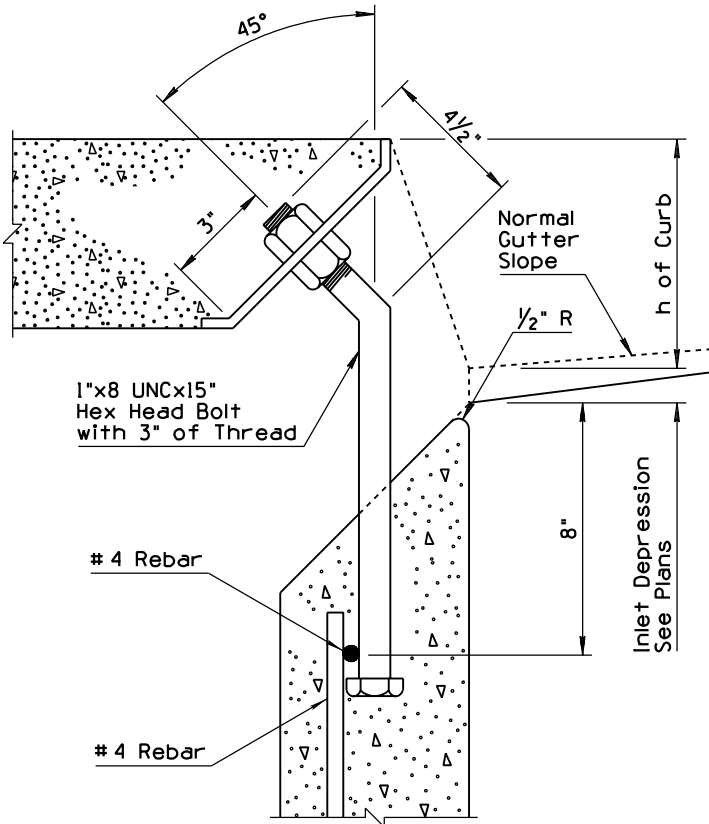 45°
4½"
3"
Normal
Gutter
Slope
h of Curb
½" R
1"x8 UNCx15"
Hex Head Bolt
with 3" of Thread
8"
Inlet Depression
See Plans
#4 Rebar
#4 Rebar